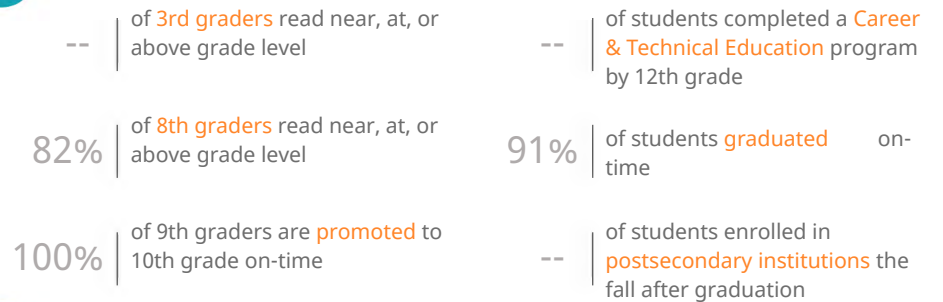 -- of 3rd graders read near, at, or
above grade level
82% of 8th graders read near, at, or
above grade level
100% of 9th graders are promoted to
10th grade on-time
-- of students completed a Career
& Technical Education program
by 12th grade
91% of students graduated on-
time
-- of students enrolled in
postsecondary institutions the
fall after graduation